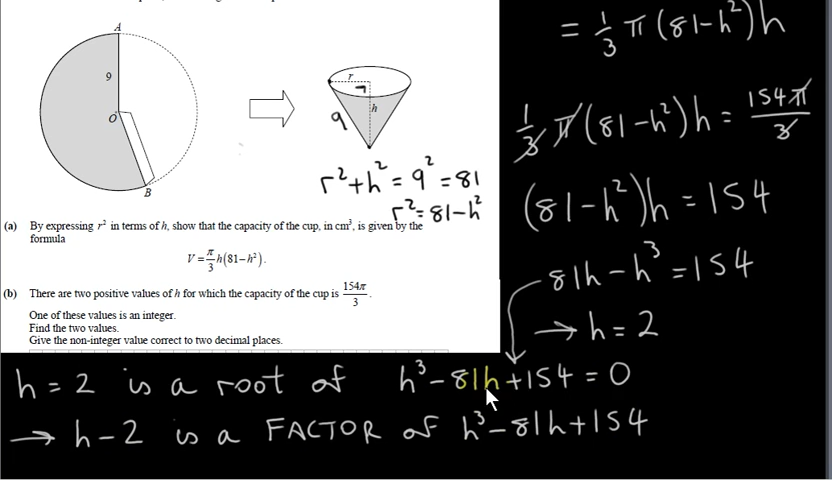 A
9
O
B
r
h
9
r² + h² = 9² = 81
r² = 81 - h²
(a) By expressing r² in terms of h, show that the capacity of the cup, in cm³, is given by the
formula
V = π/3 h(81 − h²).
(b) There are two positive values of h for which the capacity of the cup is 154π/3.
One of these values is an integer.
Find the two values.
Give the non-integer value correct to two decimal places.
= 1/3 π (81 - h²) h
1/3 π (81 - h²) h = 154π/3
(81 - h²) h = 154
81h - h³ = 154
→ h = 2
h = 2 is a root of h³ - 81h + 154 = 0
→ h - 2 is a FACTOR of h³ - 81h + 154